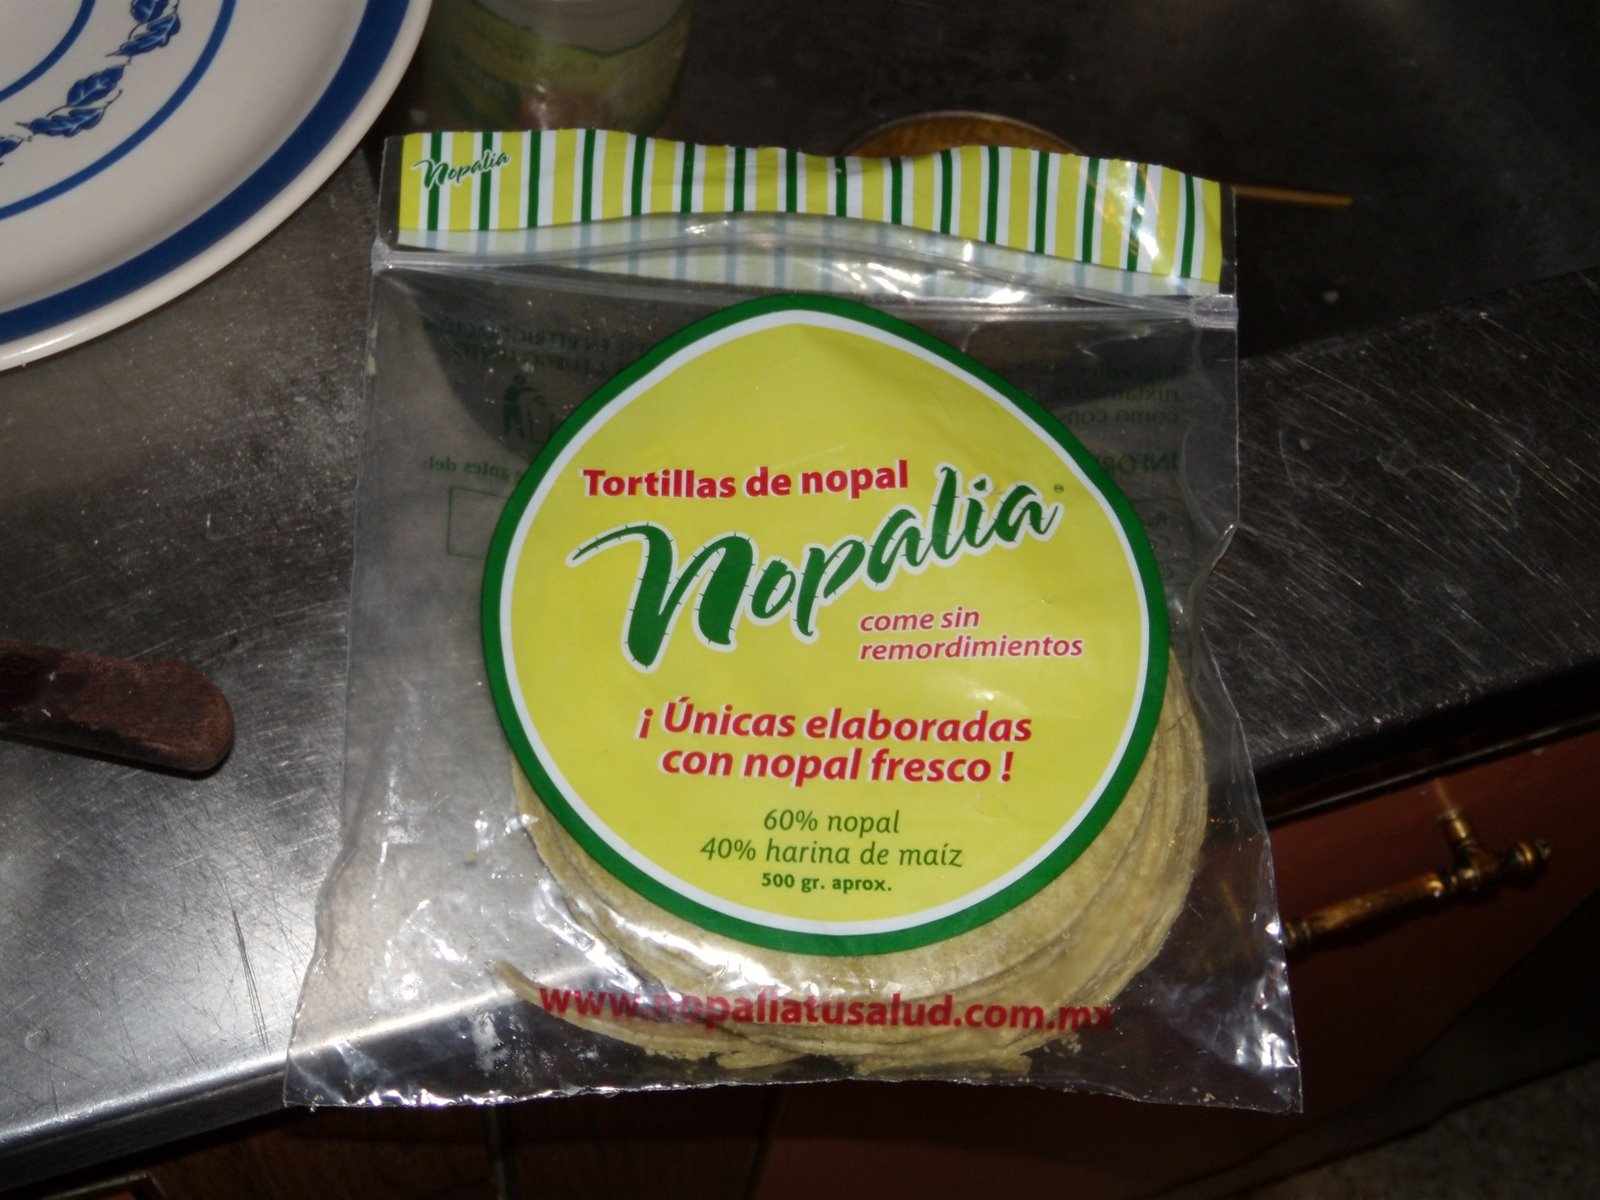 Nopalia
Tortillas de nopal
Nopalia
come sin
remordimientos
¡ Únicas elaboradas
con nopal fresco !
60% nopal
40% harina de maíz
500 gr. aprox.
www.nopaliatusalud.com.mx